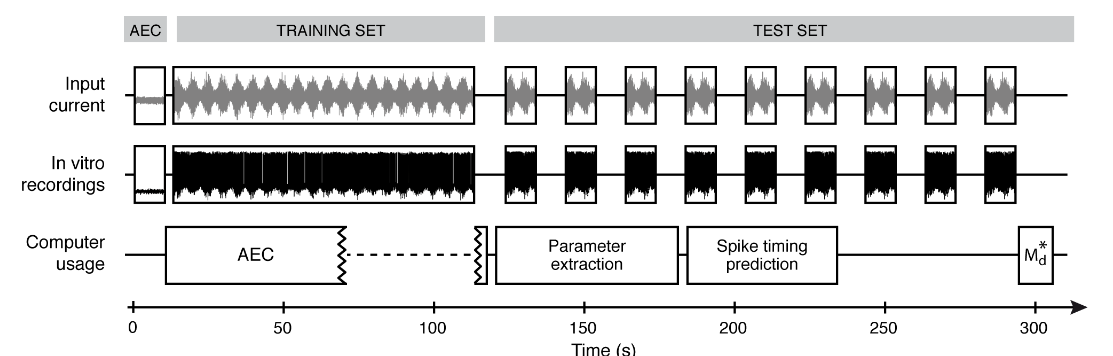 AEC
TRAINING SET
TEST SET
Input
current
In vitro
recordings
Computer
usage
AEC
Parameter
extraction
Spike timing
prediction
M*d
0 50 100 150 200 250 300
Time (s)